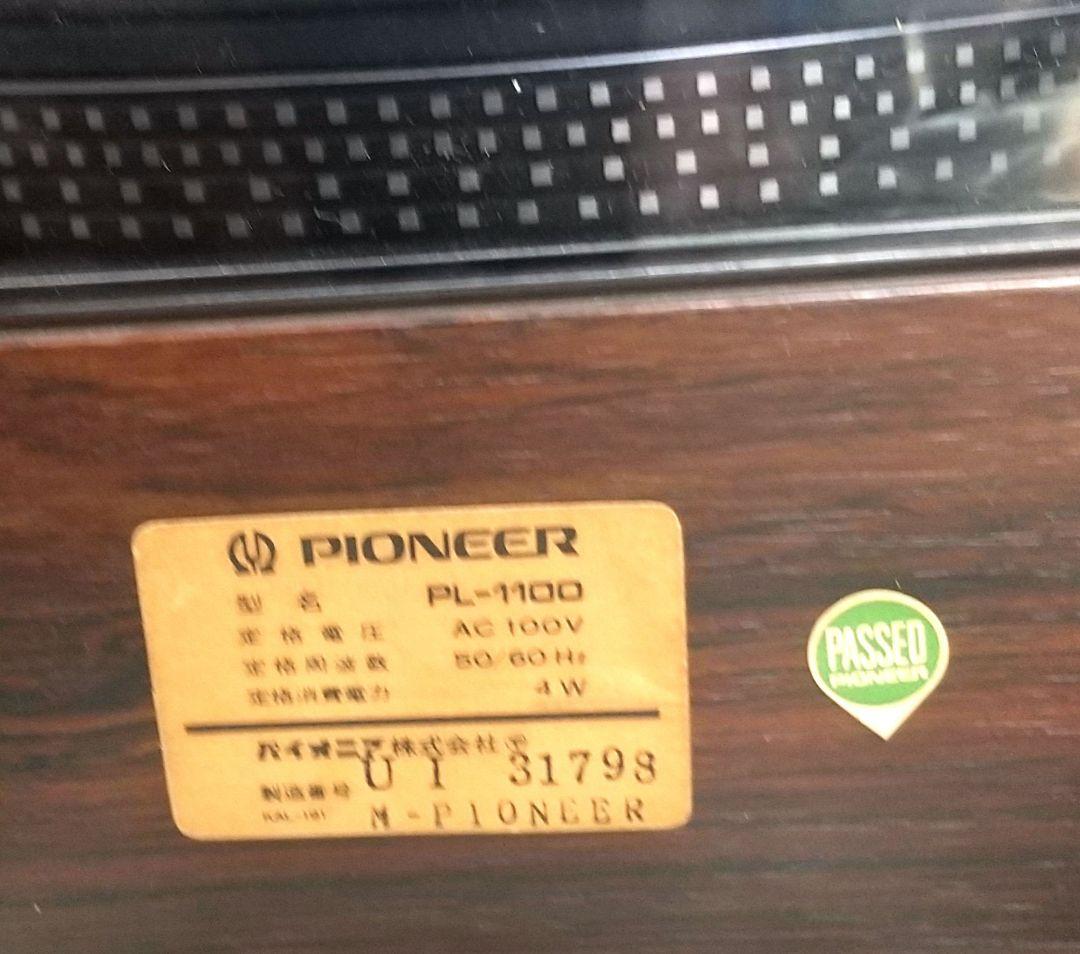 PIONEER
型名 PL-1100
定格電圧 AC 100V
定格周波数 50/60 Hz
定格消費電力 4 W
パイオニア株式会社
製造番号 U I 31798
M-PIONEER
PASSED
PIONEER